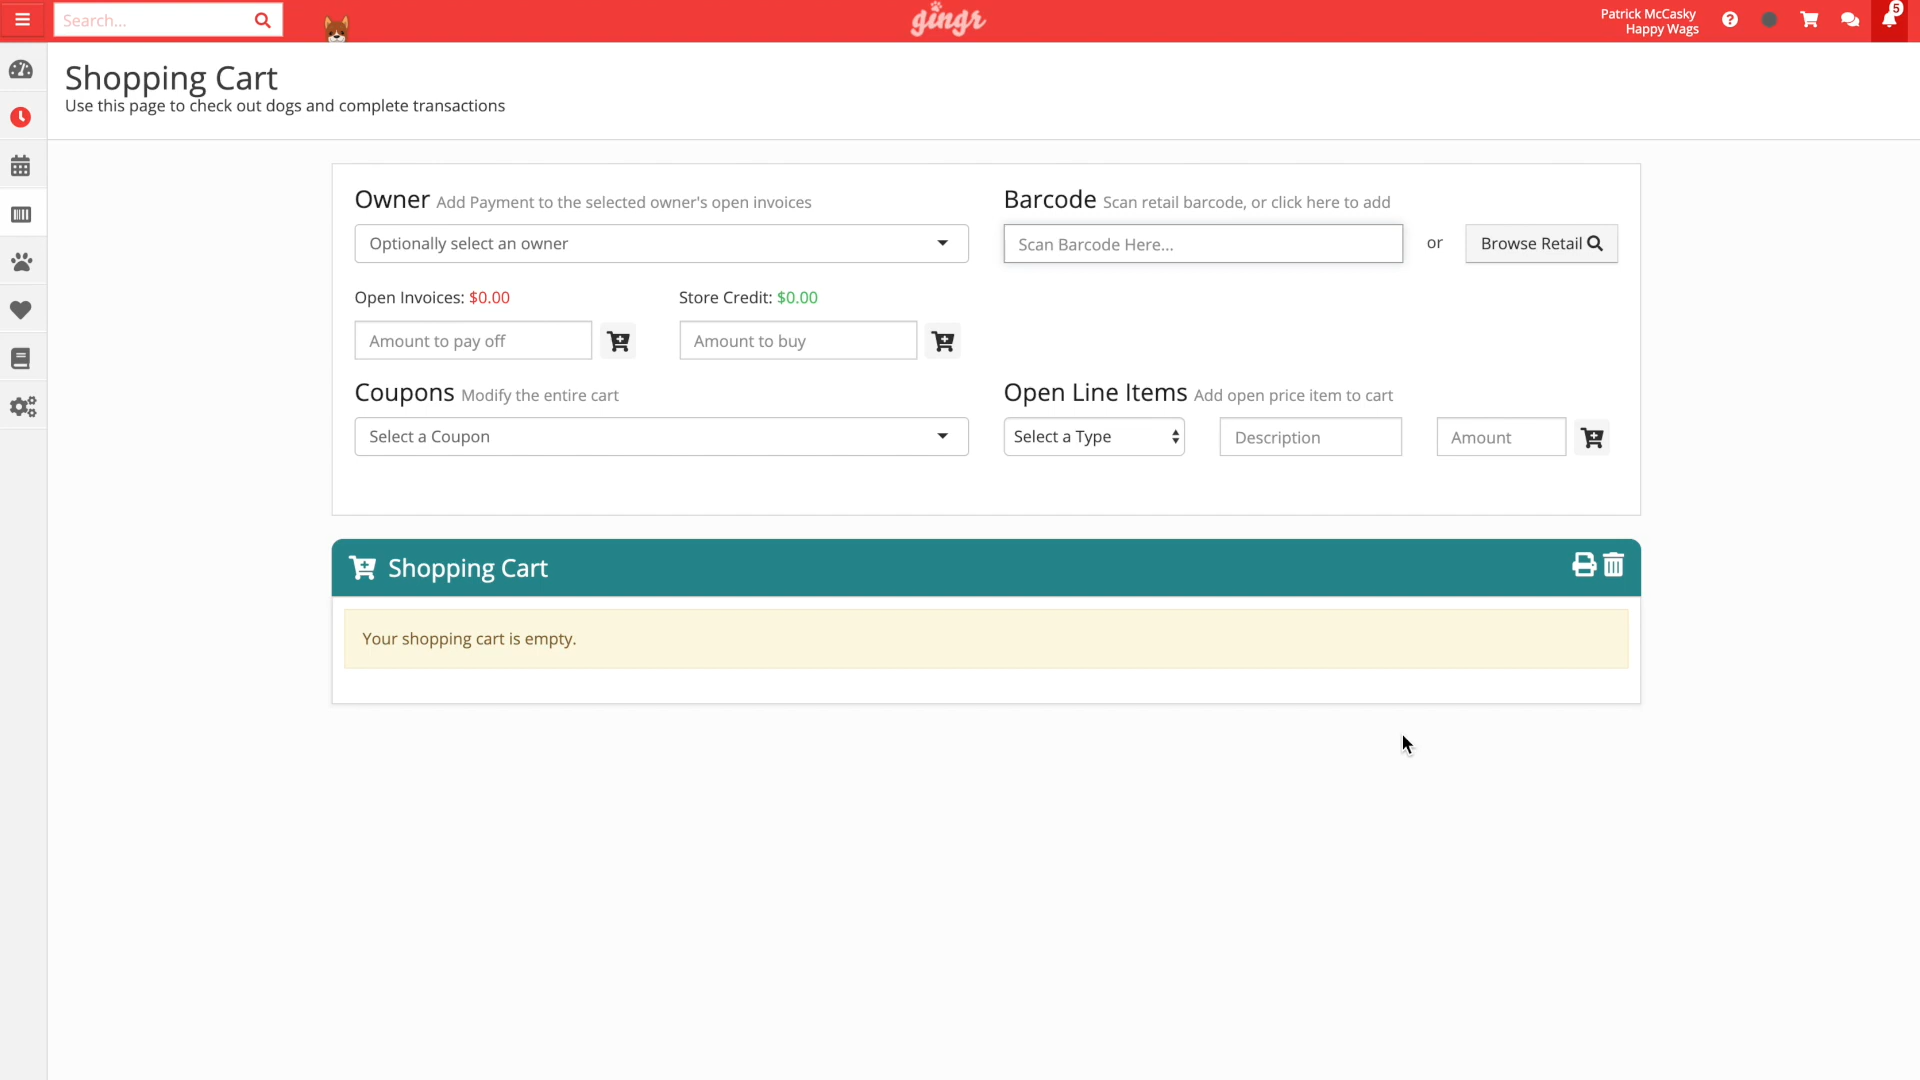 Search...
gingr
Patrick McCasky
Happy Wags
5
Shopping Cart
Use this page to check out dogs and complete transactions
Owner Add Payment to the selected owner's open invoices
Barcode Scan retail barcode, or click here to add
Optionally select an owner
Scan Barcode Here...
or
Browse Retail
Open Invoices: $0.00
Store Credit: $0.00
Amount to pay off
Amount to buy
Coupons Modify the entire cart
Open Line Items Add open price item to cart
Select a Coupon
Select a Type
Description
Amount
Shopping Cart
Your shopping cart is empty.